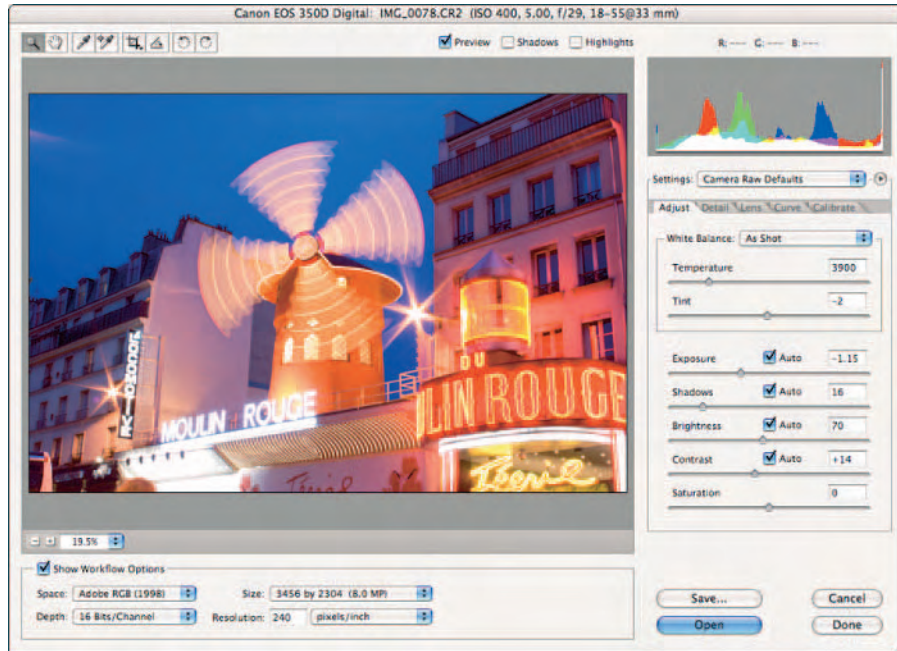 Canon EOS 350D Digital: IMG_0078.CR2 (ISO 400, 5.00, f/29, 18-55@33 mm)
Preview Shadows Highlights
R: --- G: --- B: ---
Settings: Camera Raw Defaults
Adjust Detail Lens Curve Calibrate
White Balance: As Shot
Temperature 3900
Tint -2
Exposure Auto -1.15
Shadows Auto 16
Brightness Auto 70
Contrast Auto +14
Saturation 0
MOULIN ROUGE
DU
ULIN ROUGE
19.5%
Show Workflow Options
Space: Adobe RGB (1998) Size: 3456 by 2304 (8.0 MP)
Depth: 16 Bits/Channel Resolution: 240 pixels/inch
Save... Cancel
Open Done